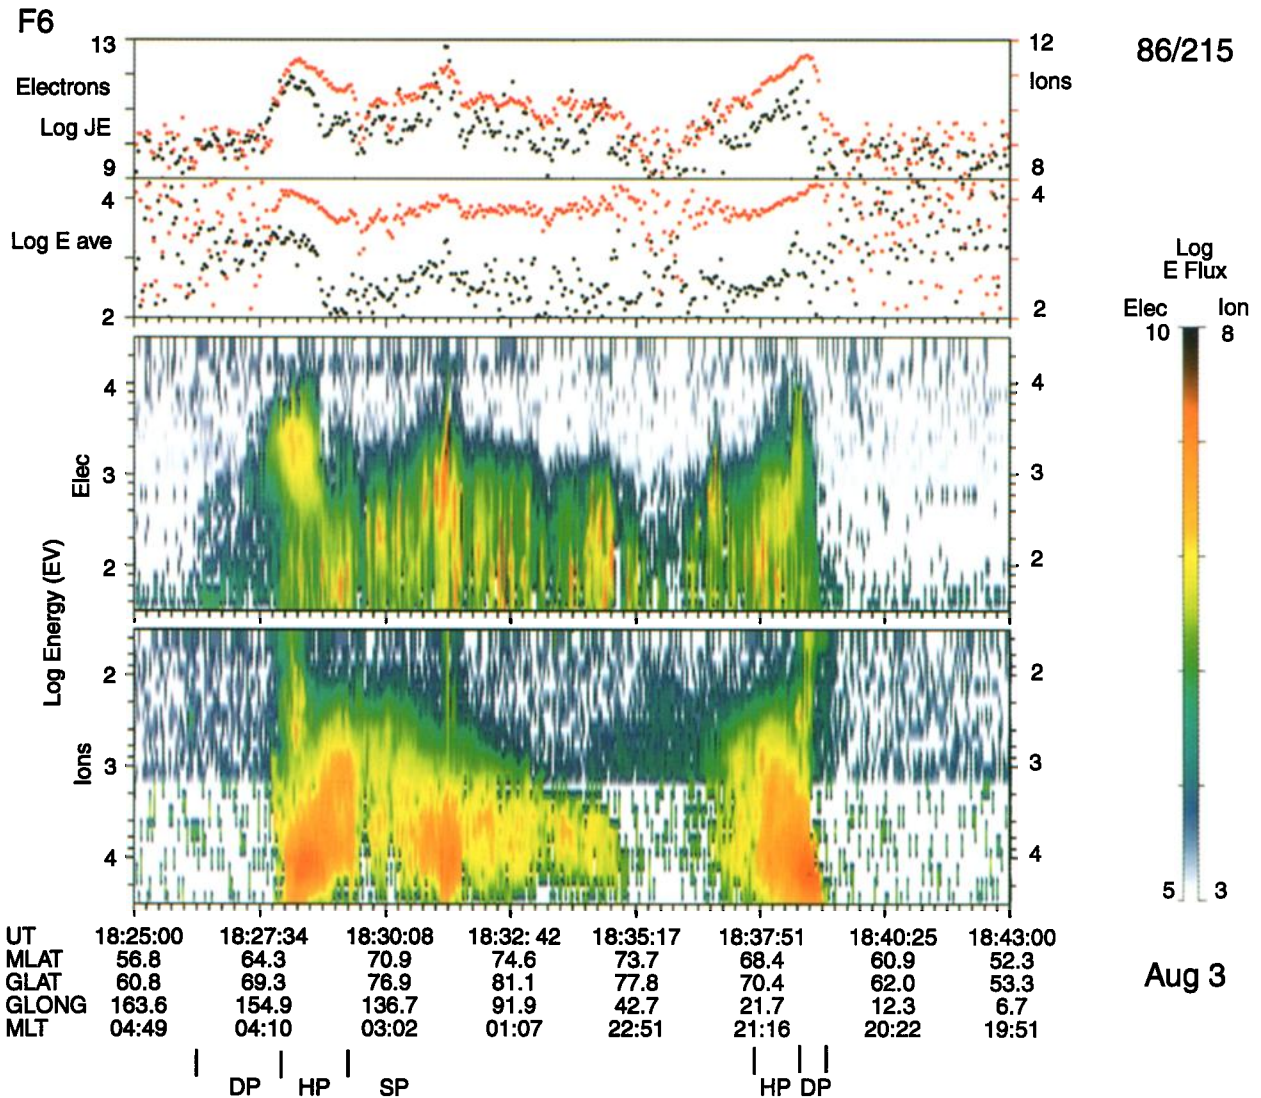 F6
86/215
13 12
Electrons Ions
Log JE
9 8
4 4
Log E ave
2 2
Log
E Flux
Elec Ion
10 8
4 4
Elec 3 3
2 2
Log Energy (EV)
2 2
Ions 3 3
4 4
5 3
UT 18:25:00 18:27:34 18:30:08 18:32: 42 18:35:17 18:37:51 18:40:25 18:43:00
MLAT 56.8 64.3 70.9 74.6 73.7 68.4 60.9 52.3
GLAT 60.8 69.3 76.9 81.1 77.8 70.4 62.0 53.3
GLONG 163.6 154.9 136.7 91.9 42.7 21.7 12.3 6.7
MLT 04:49 04:10 03:02 01:07 22:51 21:16 20:22 19:51
Aug 3
DP HP SP HP DP